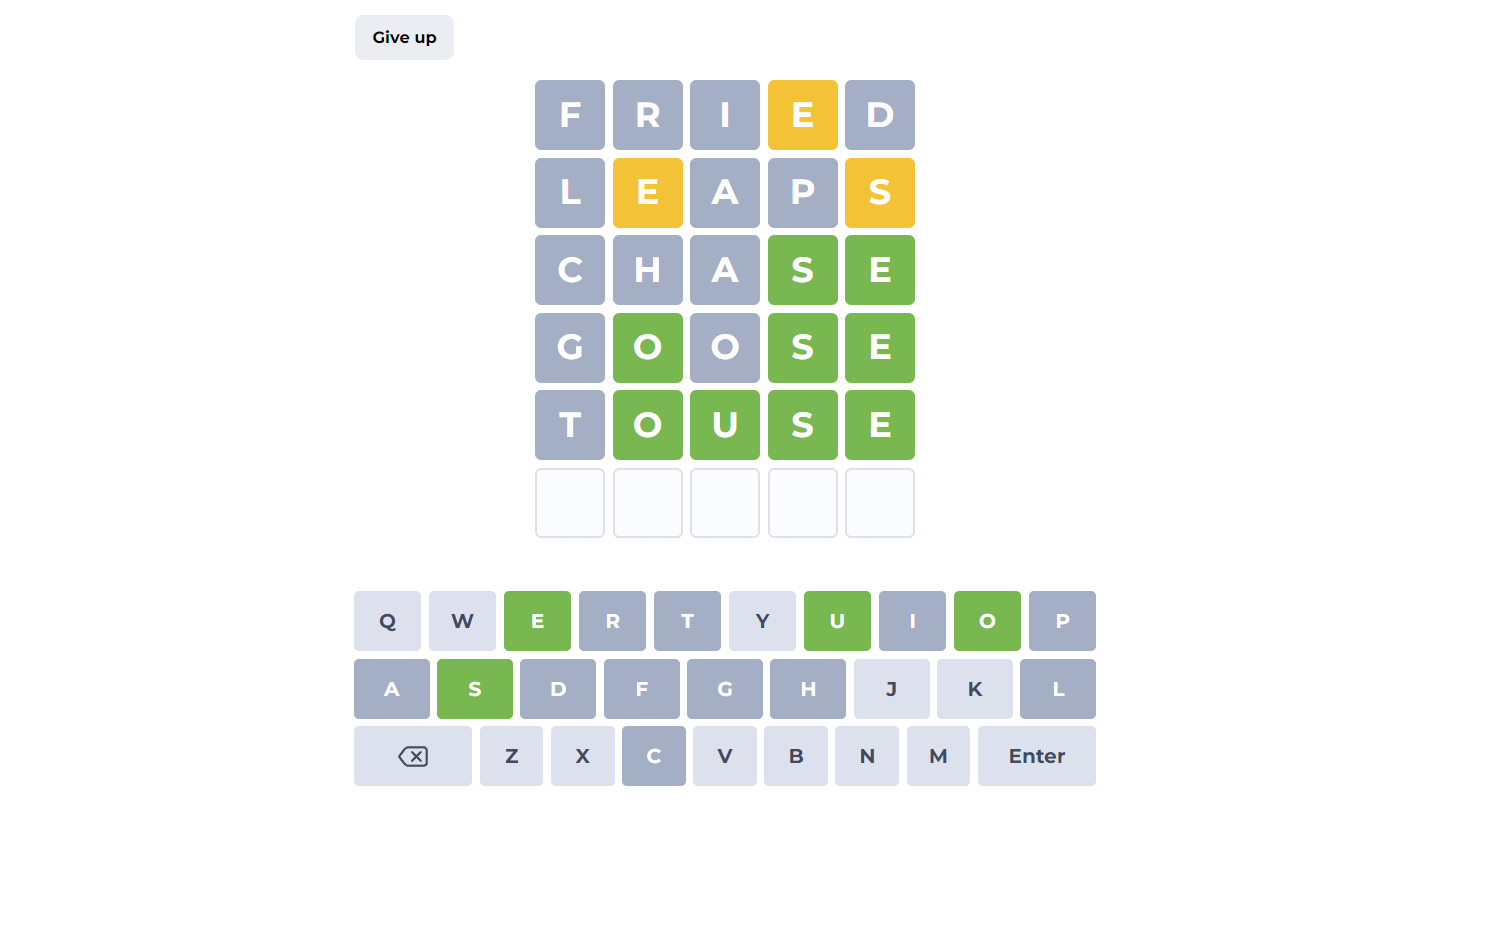 Give up
F R I E D
L E A P S
C H A S E
G O O S E
T O U S E
Q W E R T Y U I O P
A S D F G H J K L
Z X C V B N M Enter